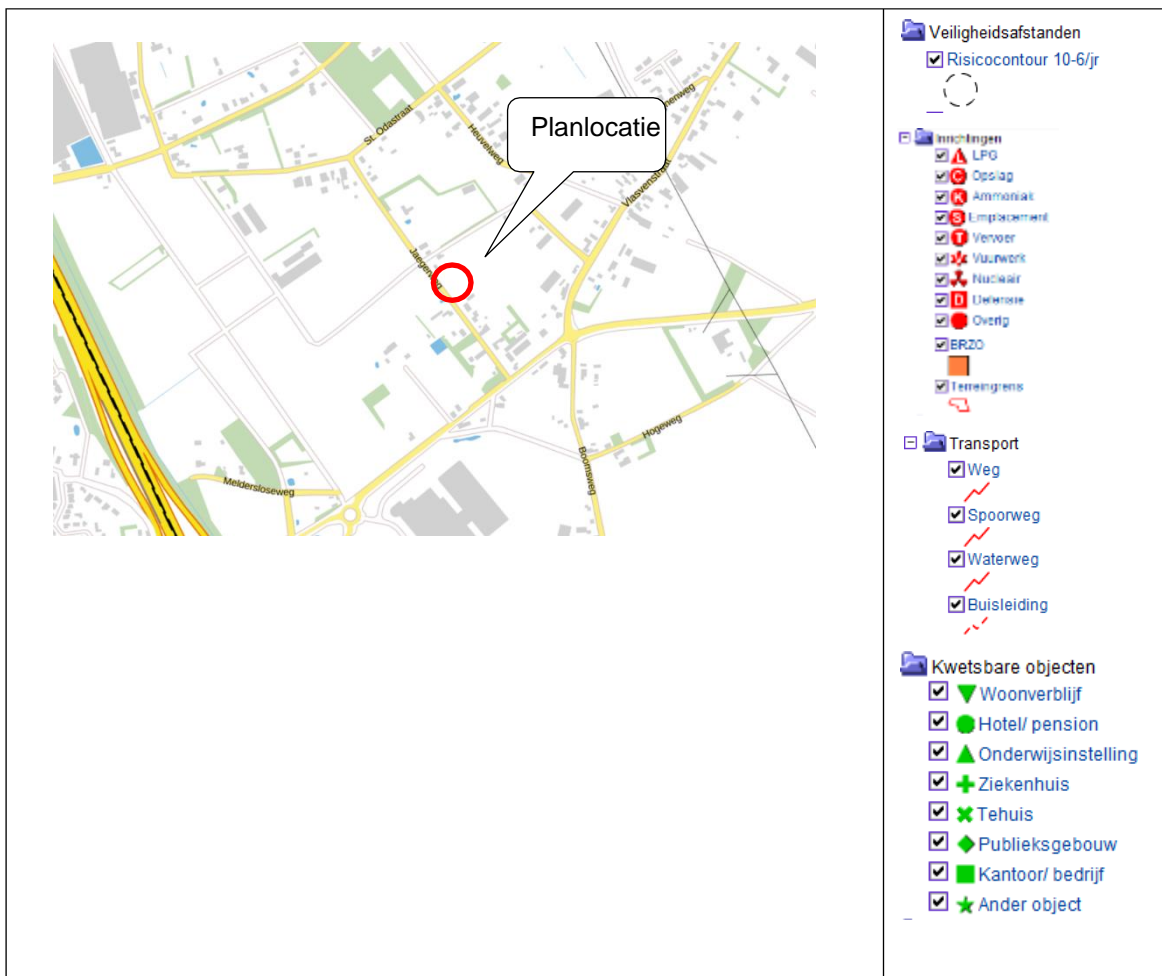 Planlocatie
St. Odastraat
Heuvelweg
nenweg
Vlasvenstraat
Jaegerweg
Meldersloseweg
Hogeweg
Boomsweg
Veiligheidsafstanden
Risicocontour 10-6/jr
Inrichtingen
LPG
C Opslag
K Ammoniak
S Emplacement
T Vervoer
Vuurwerk
Nucleair
D Defensie
Overig
BRZO
Terreingrens
Transport
Weg
Spoorweg
Waterweg
Buisleiding
Kwetsbare objecten
Woonverblijf
Hotel/ pension
Onderwijsinstelling
Ziekenhuis
Tehuis
Publieksgebouw
Kantoor/ bedrijf
Ander object